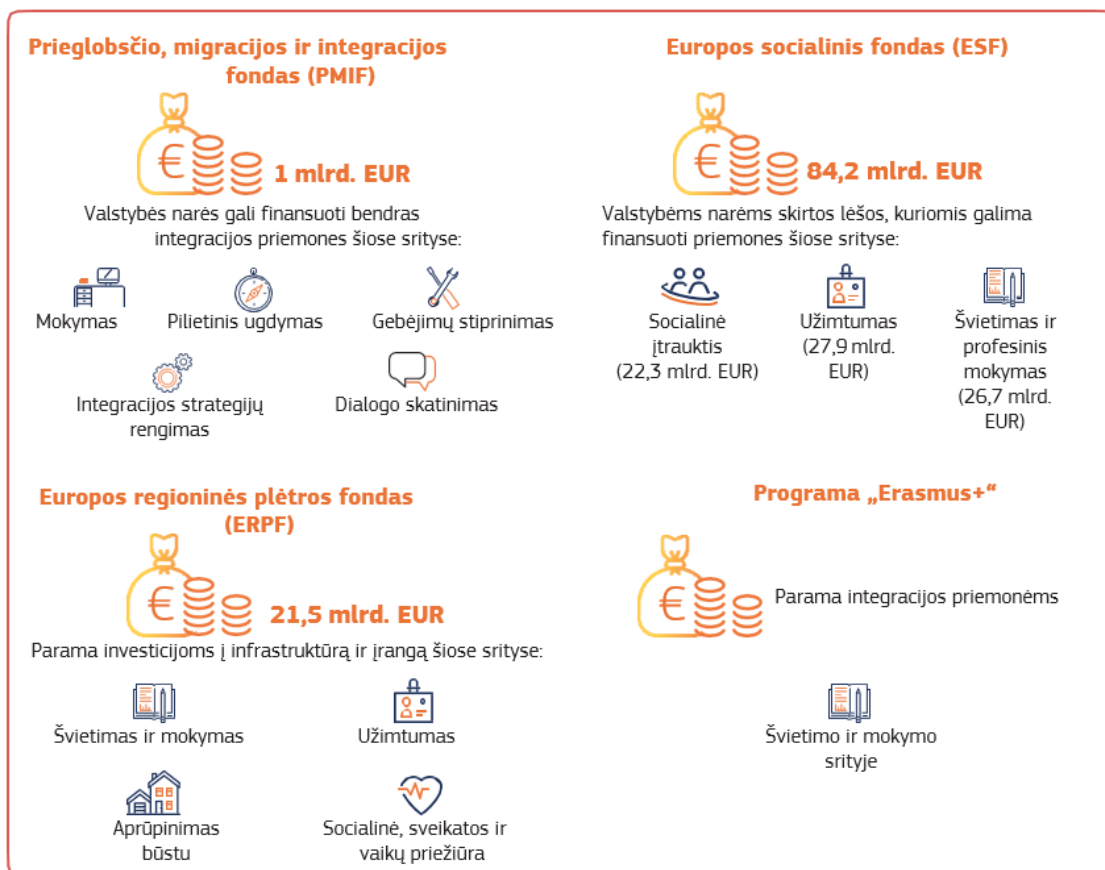 Prieglobsčio, migracijos ir integracijos
fondas (PMIF)
€
1 mlrd. EUR
Valstybės narės gali finansuoti bendras
integracijos priemones šiose srityse:
Mokymas
Pilietinis ugdymas
Gebėjimų stiprinimas
Integracijos strategijų
rengimas
Dialogo skatinimas
Europos socialinis fondas (ESF)
€
84,2 mlrd. EUR
Valstybėms narėms skirtos lėšos, kuriomis galima
finansuoti priemones šiose srityse:
Socialinė
įtrauktis
(22,3 mlrd. EUR)
Užimtumas
(27,9 mlrd.
EUR)
Švietimas ir
profesinis
mokymas
(26,7 mlrd.
EUR)
Europos regioninės plėtros fondas
(ERPF)
€
21,5 mlrd. EUR
Parama investicijoms į infrastruktūrą ir įrangą šiose srityse:
Švietimas ir mokymas
Užimtumas
Aprūpinimas
būstu
Socialinė, sveikatos ir
vaikų priežiūra
Programa „Erasmus+“
€
Parama integracijos priemonėms
Švietimo ir mokymo
srityje